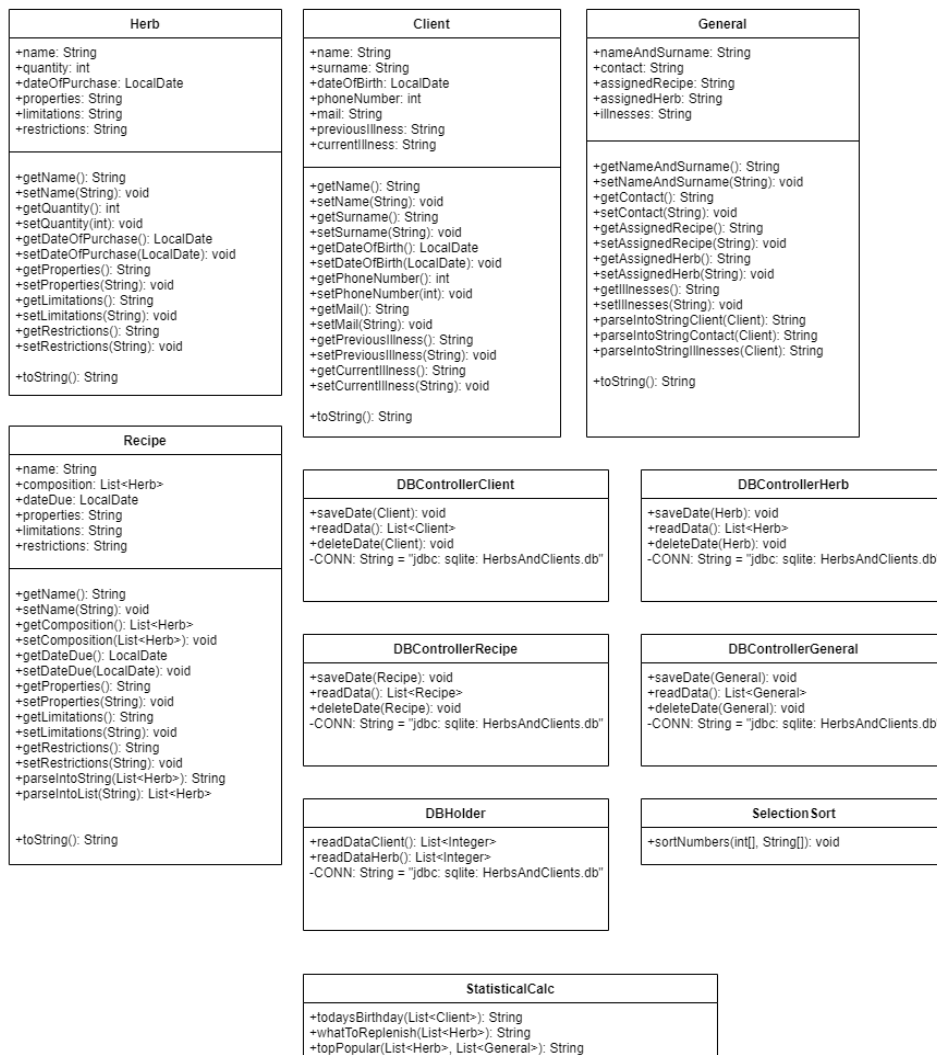 Herb
+name: String
+quantity: int
+dateOfPurchase: LocalDate
+properties: String
+limitations: String
+restrictions: String
+getName(): String
+setName(String): void
+getQuantity(): int
+setQuantity(int): void
+getDateOfPurchase(): LocalDate
+setDateOfPurchase(LocalDate): void
+getProperties(): String
+setProperties(String): void
+getLimitations(): String
+setLimitations(String): void
+getRestrictions(): String
+setRestrictions(String): void
+toString(): String
Client
+name: String
+surname: String
+dateOfBirth: LocalDate
+phoneNumber: int
+mail: String
+previousIllness: String
+currentIllness: String
+getName(): String
+setName(String): void
+getSurname(): String
+setSurname(String): void
+getDateOfBirth(): LocalDate
+setDateOfBirth(LocalDate): void
+getPhoneNumber(): int
+setPhoneNumber(int): void
+getMail(): String
+setMail(String): void
+getPreviousIllness(): String
+setPreviousIllness(String): void
+getCurrentIllness(): String
+setCurrentIllness(String): void
+toString(): String
General
+nameAndSurname: String
+contact: String
+assignedRecipe: String
+assignedHerb: String
+illnesses: String
+getNameAndSurname(): String
+setNameAndSurname(String): void
+getContact(): String
+setContact(String): void
+getAssignedRecipe(): String
+setAssignedRecipe(String): void
+getAssignedHerb(): String
+setAssignedHerb(String): void
+getIllnesses(): String
+setIllnesses(String): void
+parseIntoStringClient(Client): String
+parseIntoStringContact(Client): String
+parseIntoStringIllnesses(Client): String
+toString(): String
Recipe
+name: String
+composition: List<Herb>
+dateDue: LocalDate
+properties: String
+limitations: String
+restrictions: String
+getName(): String
+setName(String): void
+getComposition(): List<Herb>
+setComposition(List<Herb>): void
+getDateDue(): LocalDate
+setDateDue(LocalDate): void
+getProperties(): String
+setProperties(String): void
+getLimitations(): String
+setLimitations(String): void
+getRestrictions(): String
+setRestrictions(String): void
+parseIntoString(List<Herb>): String
+parseIntoList(String): List<Herb>
+toString(): String
DBControllerClient
+saveDate(Client): void
+readData(): List<Client>
+deleteDate(Client): void
-CONN: String = "jdbc: sqlite: HerbsAndClients.db"
DBControllerHerb
+saveDate(Herb): void
+readData(): List<Herb>
+deleteDate(Herb): void
-CONN: String = "jdbc: sqlite: HerbsAndClients.db"
DBControllerRecipe
+saveDate(Recipe): void
+readData(): List<Recipe>
+deleteDate(Recipe): void
-CONN: String = "jdbc: sqlite: HerbsAndClients.db"
DBControllerGeneral
+saveDate(General): void
+readData(): List<General>
+deleteDate(General): void
-CONN: String = "jdbc: sqlite: HerbsAndClients.db"
DBHolder
+readDataClient(): List<Integer>
+readDataHerb(): List<Integer>
-CONN: String = "jdbc: sqlite: HerbsAndClients.db"
SelectionSort
+sortNumbers(int[], String[]): void
StatisticalCalc
+todaysBirthday(List<Client>): String
+whatToReplenish(List<Herb>): String
+topPopular(List<Herb>, List<General>): String